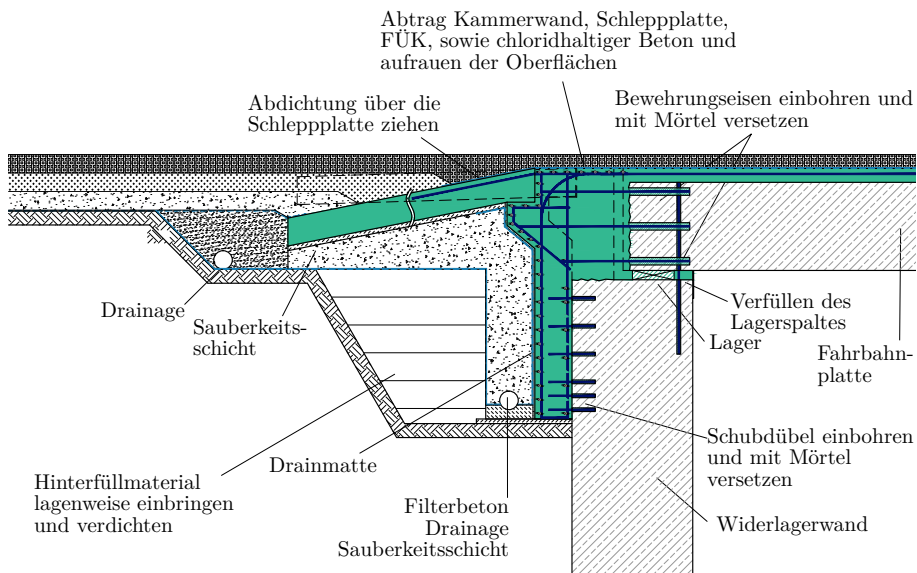 Abtrag Kammerwand, Schleppplatte,
FÜK, sowie chloridhaltiger Beton und
aufrauen der Oberflächen
Abdichtung über die
Schleppplatte ziehen
Bewehrungseisen einbohren und
mit Mörtel versetzen
Drainage
Sauberkeits-
schicht
Verfüllen des
Lagerspaltes
Lager
Fahrbahn-
platte
Hinterfüllmaterial
lagenweise einbringen
und verdichten
Drainmatte
Filterbeton
Drainage
Sauberkeitsschicht
Schubdübel einbohren
und mit Mörtel
versetzen
Widerlagerwand